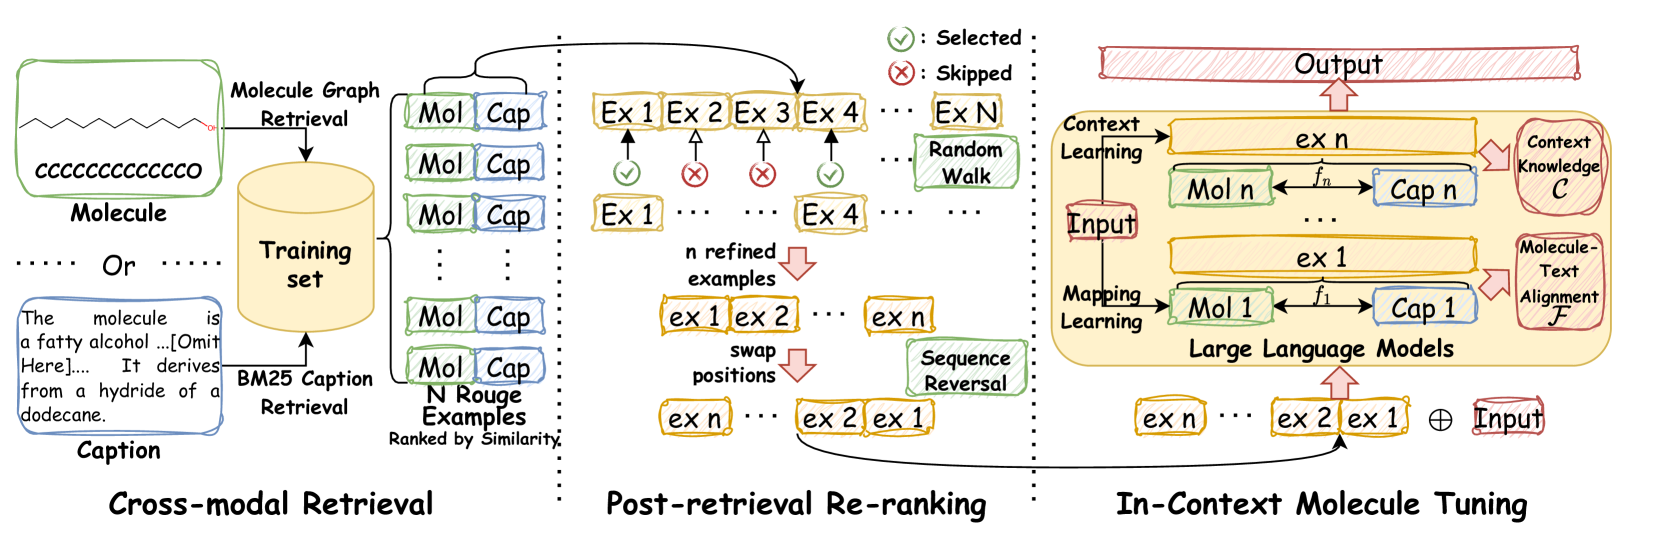 Molecule Graph
Retrieval
OH
CCCCCCCCCCCCO
Molecule
Or
The molecule is
a fatty alcohol ...[Omit
Here].... It derives
from a hydride of a
dodecane.
Caption
Training
set
BM25 Caption
Retrieval
Mol Cap
Mol Cap
Mol Cap
Mol Cap
Mol Cap
N Rouge
Examples
Ranked by Similarity
Cross-modal Retrieval
: Selected
: Skipped
Ex 1 Ex 2 Ex 3 Ex 4 ... Ex N
... Random
Walk
Ex 1 ... ... Ex 4 ... ...
n refined
examples
ex 1 ex 2 ... ex n
swap
positions
Sequence
Reversal
ex n ... ex 2 ex 1
Post-retrieval Re-ranking
Output
Context
Learning
ex n
Mol n fn Cap n
Context
Knowledge
C
Input
...
ex 1
Mapping
Learning
Mol 1 f1 Cap 1
Molecule-
Text
Alignment
F
Large Language Models
ex n ... ex 2 ex 1 ⊕ Input
In-Context Molecule Tuning